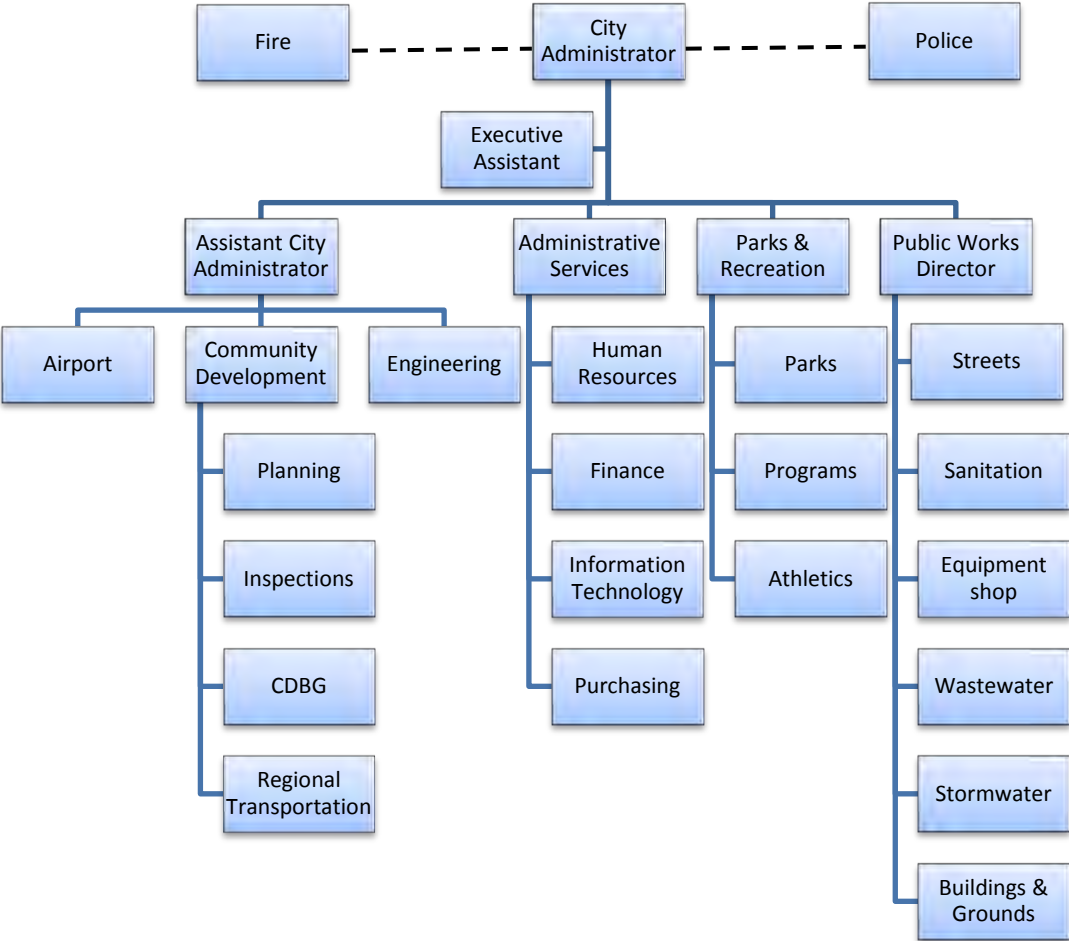 Fire
City
Administrator
Police
Executive
Assistant
Assistant City
Administrator
Administrative
Services
Parks &
Recreation
Public Works
Director
Airport
Community
Development
Engineering
Human
Resources
Parks
Streets
Planning
Finance
Programs
Sanitation
Inspections
Information
Technology
Athletics
Equipment
shop
CDBG
Purchasing
Wastewater
Regional
Transportation
Stormwater
Buildings &
Grounds